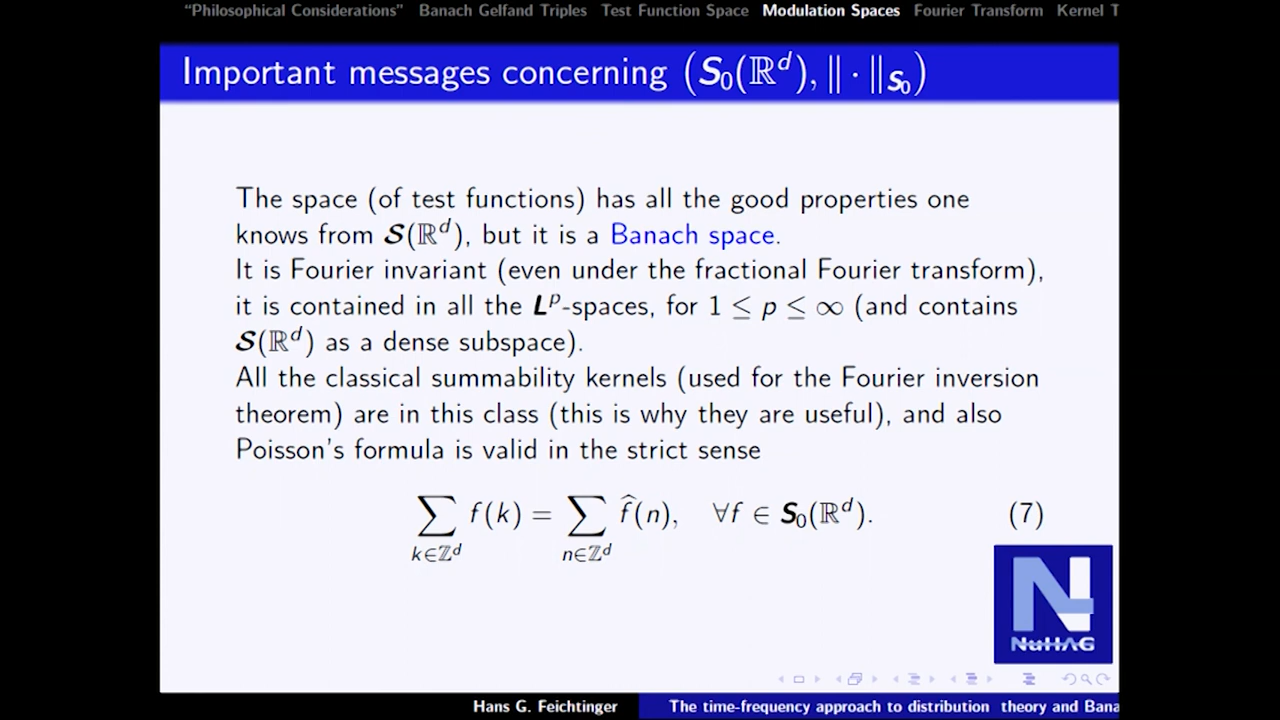 “Philosophical Considerations” Banach Gelfand Triples Test Function Space Modulation Spaces Fourier Transform Kernel T
Important messages concerning (S₀(ℝᵈ), ‖ · ‖_S₀)
The space (of test functions) has all the good properties one
knows from 𝓢(ℝᵈ), but it is a Banach space.
It is Fourier invariant (even under the fractional Fourier transform),
it is contained in all the Lᵖ-spaces, for 1 ≤ p ≤ ∞ (and contains
𝓢(ℝᵈ) as a dense subspace).
All the classical summability kernels (used for the Fourier inversion
theorem) are in this class (this is why they are useful), and also
Poisson's formula is valid in the strict sense
∑_{k∈ℤᵈ} f(k) = ∑_{n∈ℤᵈ} f̂(n), ∀f ∈ S₀(ℝᵈ). (7)
NuHAG
Hans G. Feichtinger The time-frequency approach to distribution theory and Bana